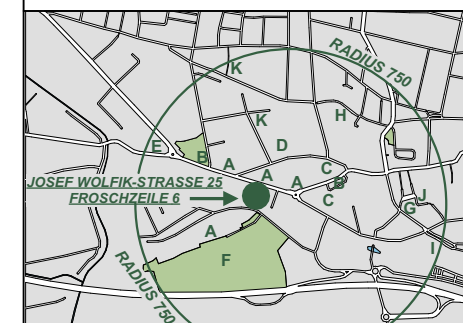 RADIUS 750
K
H
K
E
B
D
A
A
C
A
B
C
JOSEF WOLFIK-STRASSE 25
FROSCHZEILE 6
J
G
A
F
I
RADIUS 750